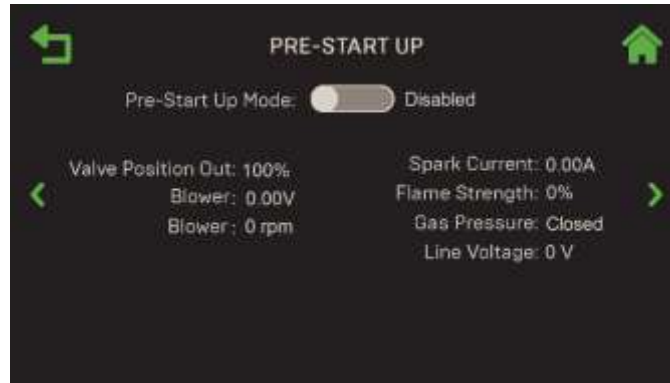 PRE-START UP
Pre-Start Up Mode: Disabled
Valve Position Out: 100%
Blower: 0.00V
Blower: 0 rpm
Spark Current: 0.00A
Flame Strength: 0%
Gas Pressure: Closed
Line Voltage: 0 V